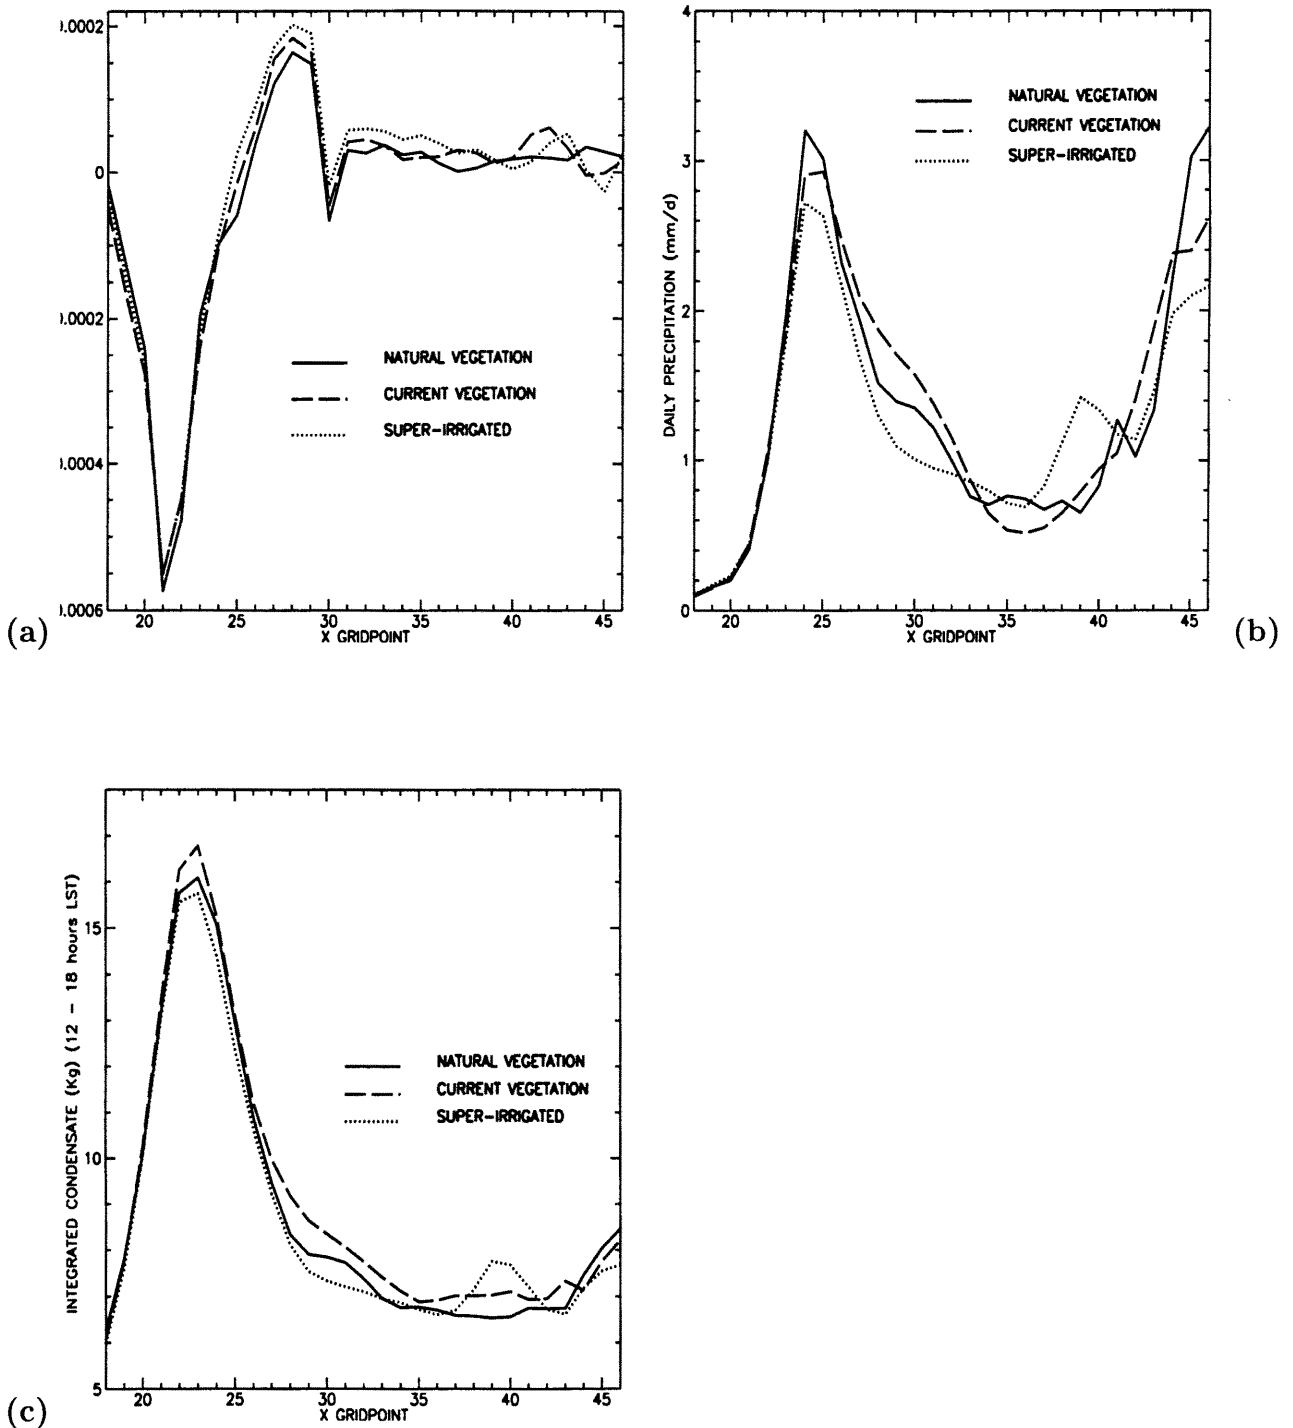 ).0002
0
).0002
).0004
).0006
20 25 30 35 40 45
X GRIDPOINT
NATURAL VEGETATION
CURRENT VEGETATION
SUPER-IRRIGATED
(a)
4
3
2
1
0
DAILY PRECIPITATION (mm/d)
20 25 30 35 40 45
X GRIDPOINT
NATURAL VEGETATION
CURRENT VEGETATION
SUPER-IRRIGATED
(b)
15
10
5
INTEGRATED CONDENSATE (Kg) (12 - 18 hours LST)
20 25 30 35 40 45
X GRIDPOINT
NATURAL VEGETATION
CURRENT VEGETATION
SUPER-IRRIGATED
(c)